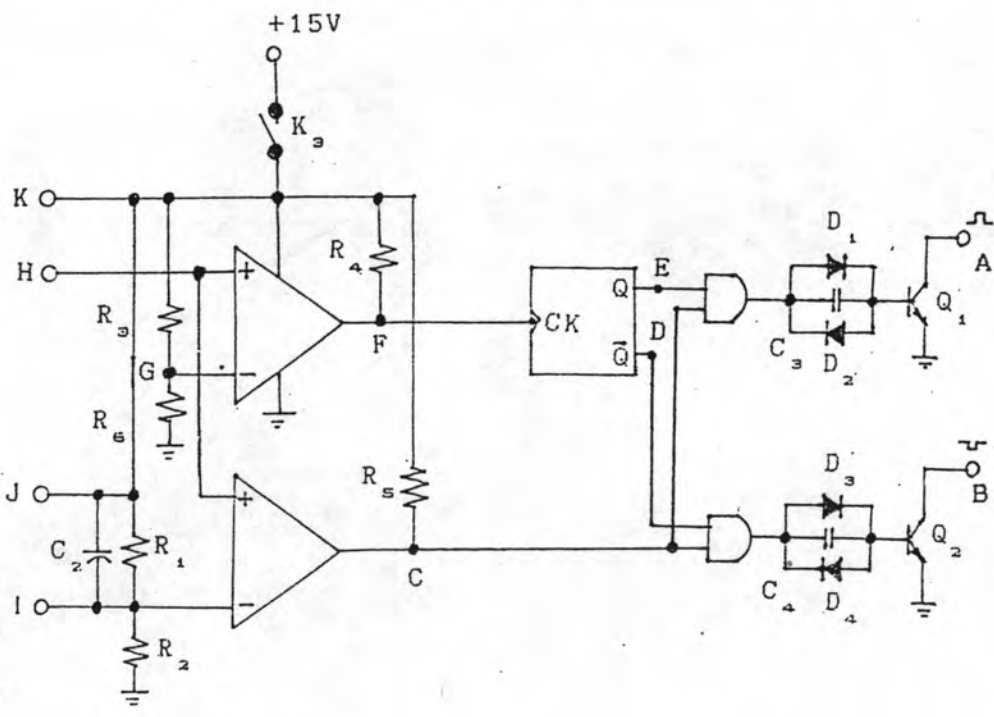 +15V
K₃
K
H
R₃
G
R₆
R₄
F
+
−
CK
Q
Q̄
E
D
D₁
C₃
D₂
Q₁
A
J
C₂
R₁
I
R₂
+
−
R₅
C
D₃
C₄
D₄
Q₂
B